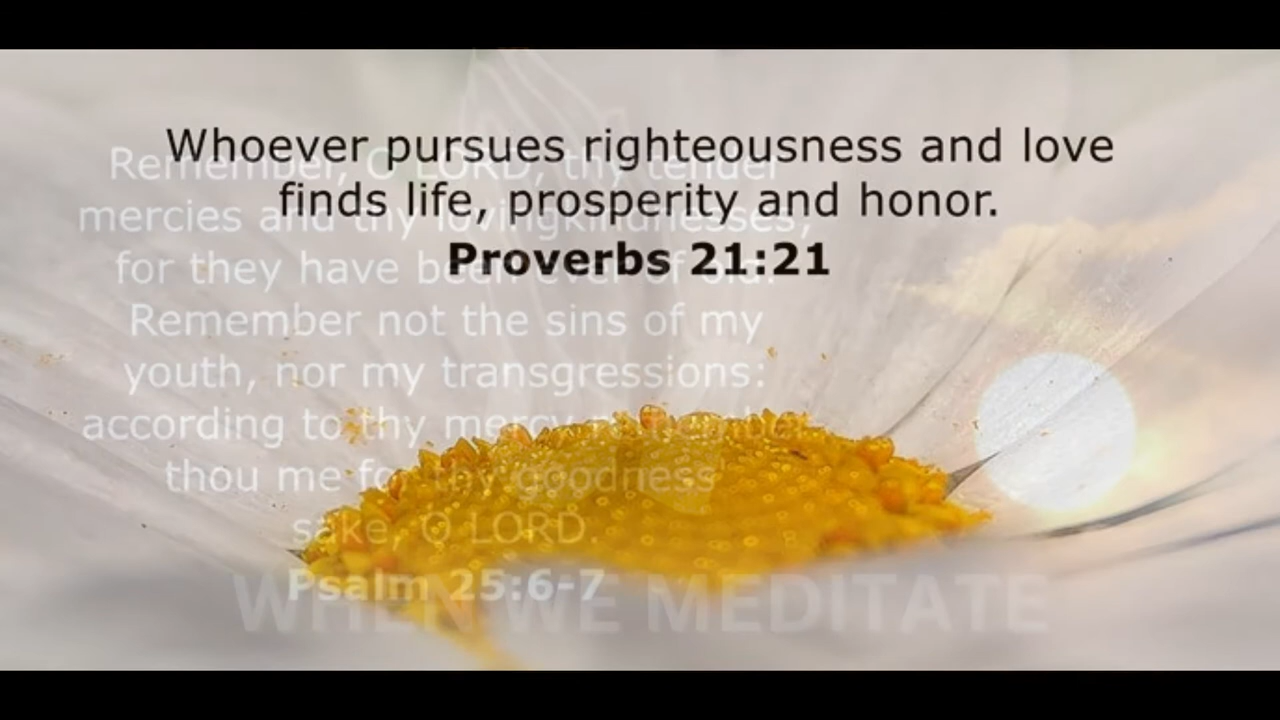 Whoever pursues righteousness and love
finds life, prosperity and honor.
Proverbs 21:21
Remember, O LORD, thy tender
mercies and thy lovingkindnesses;
for they have been ever of old.
Remember not the sins of my
youth, nor my transgressions:
according to thy mercy remember
thou me for thy goodness
sake, O LORD.
Psalm 25:6-7
WHEN WE MEDITATE